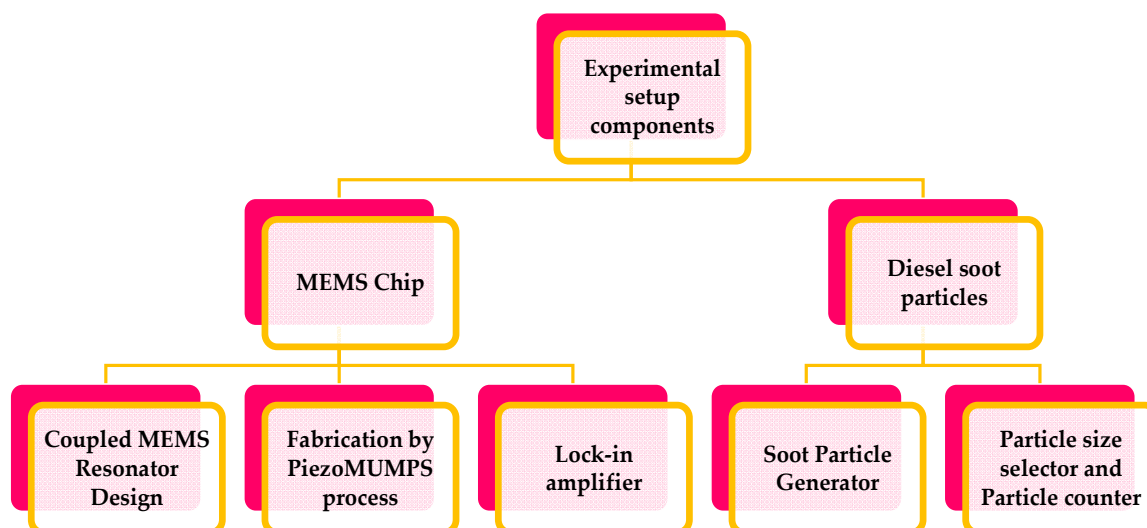 Experimental
setup
components
MEMS Chip
Diesel soot
particles
Coupled MEMS
Resonator
Design
Fabrication by
PiezoMUMPS
process
Lock-in
amplifier
Soot Particle
Generator
Particle size
selector and
Particle counter